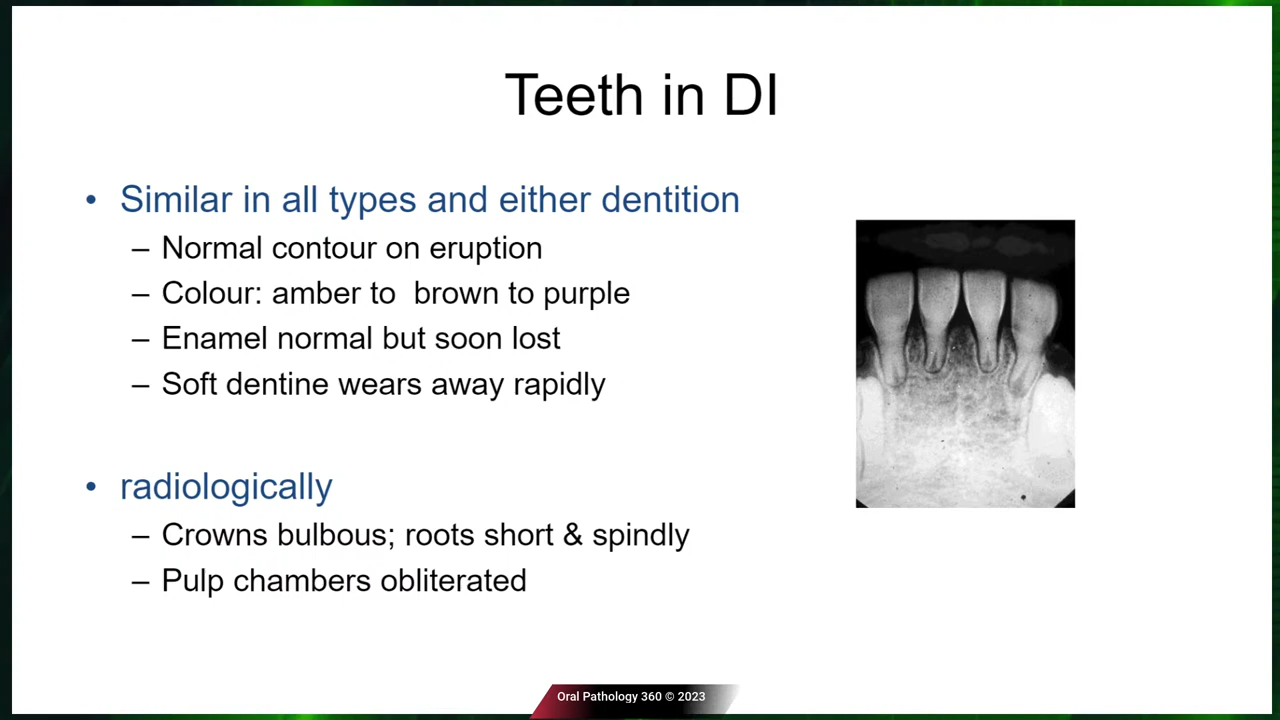 Teeth in DI
• Similar in all types and either dentition
– Normal contour on eruption
– Colour: amber to  brown to purple
– Enamel normal but soon lost
– Soft dentine wears away rapidly
• radiologically
– Crowns bulbous; roots short & spindly
– Pulp chambers obliterated
Oral Pathology 360 © 2023